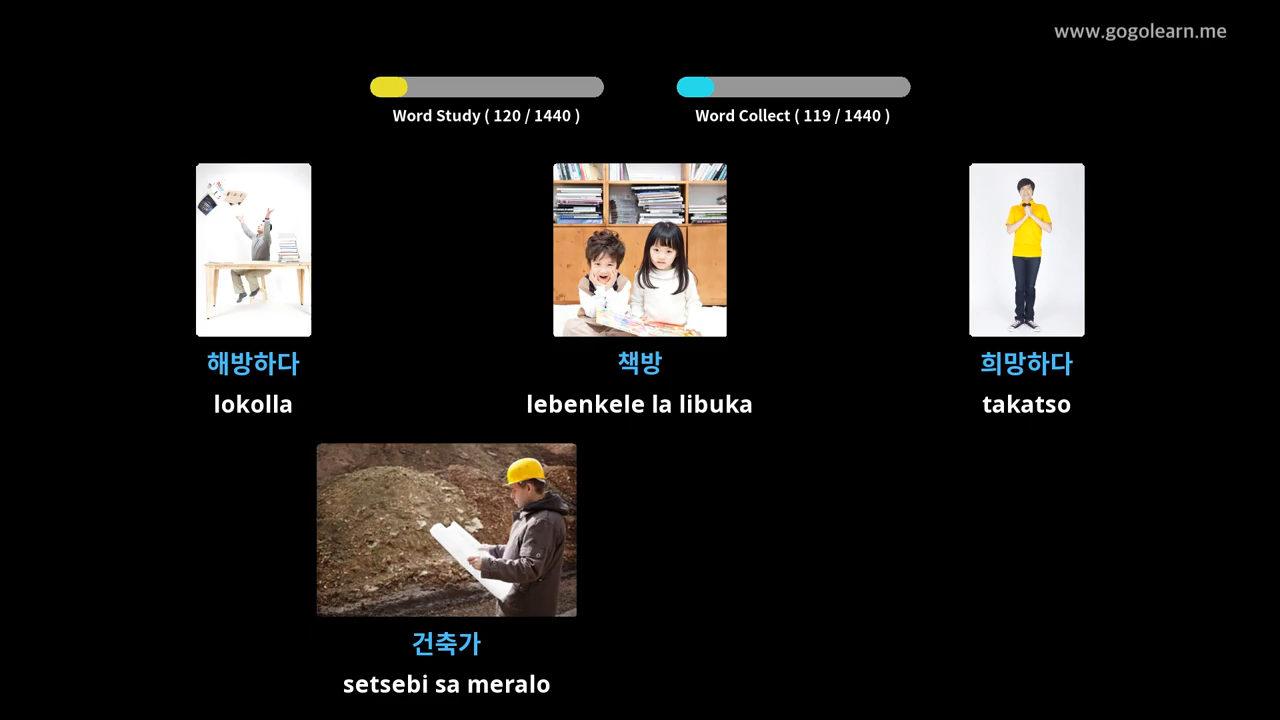 www.gogolearn.me
Word Study ( 120 / 1440 )
Word Collect ( 119 / 1440 )
해방하다
lokolla
책방
lebenkele la libuka
희망하다
takatso
건축가
setsebi sa meralo